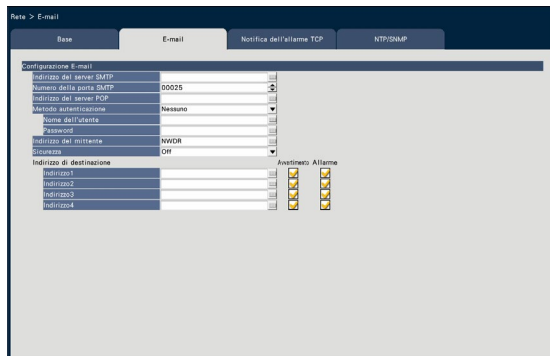 Rete > E-mail
Base E-mail Notifica dell'allarme TCP NTP/SNMP
Configurazione E-mail
Indirizzo del server SMTP
Numero della porta SMTP 00025
Indirizzo del server POP
Metodo autenticazione Nessuno
Nome dell'utente
Password
Indirizzo del mittente NWDR
Sicurezza Off
Indirizzo di destinazione Avvertimento Allarme
Indirizzo1
Indirizzo2
Indirizzo3
Indirizzo4